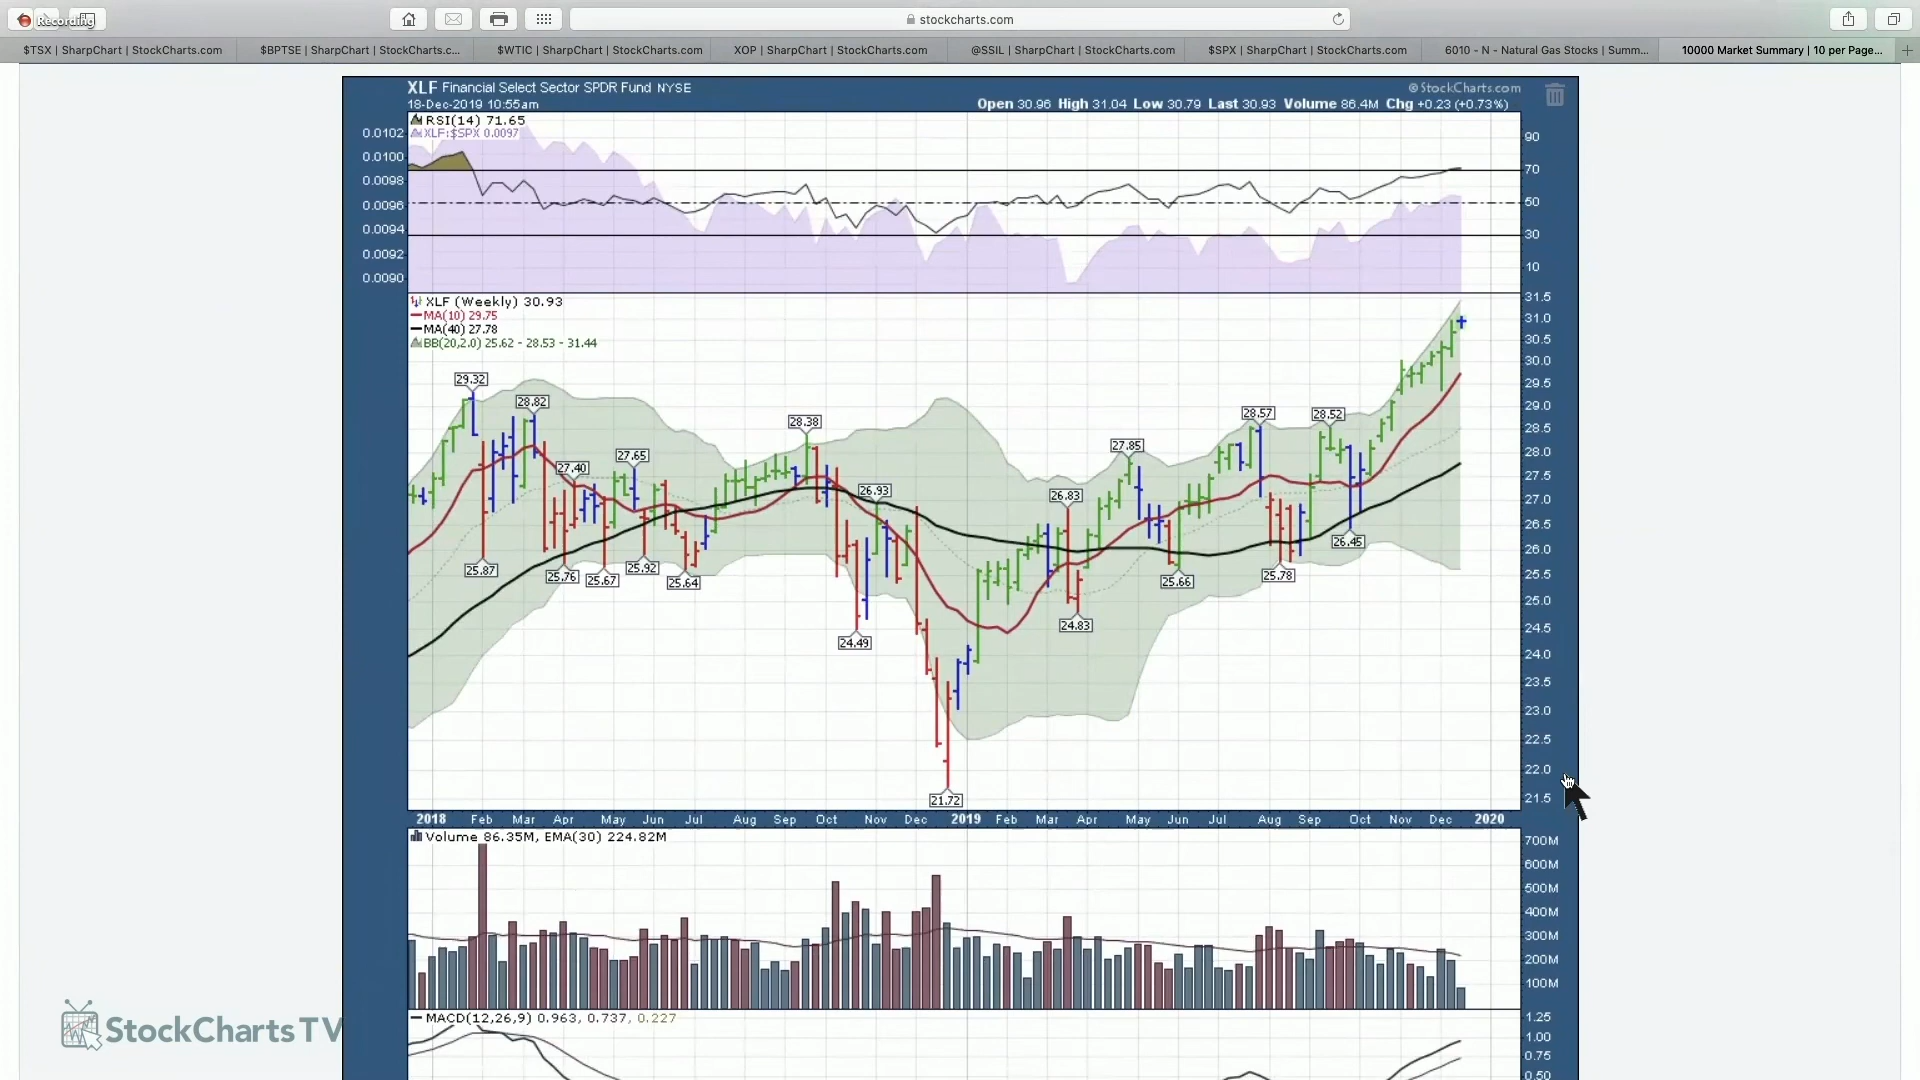 Recording
stockcharts.com
$TSX | SharpChart | StockCharts.com
$BPTSE | SharpChart | StockCharts.c...
$WTIC | SharpChart | StockCharts.com
XOP | SharpChart | StockCharts.com
@SSIL | SharpChart | StockCharts.com
$SPX | SharpChart | StockCharts.com
6010 - N - Natural Gas Stocks | Summ...
10000 Market Summary | 10 per Page...
XLF Financial Select Sector SPDR Fund NYSE
@StockCharts.com
18-Dec-2019 10:55am
Open 30.96 High 31.04 Low 30.79 Last 30.93 Volume 86.4M Chg +0.23 (+0.73%)
RSI(14) 71.65
XLF:$SPX 0.0097
0.0102
0.0100
0.0098
0.0096
0.0094
0.0092
0.0090
90
70
50
30
10
XLF (Weekly) 30.93
MA(10) 29.75
MA(40) 27.78
BB(20,2.0) 25.62 - 28.53 - 31.44
29.32
28.82
25.87
27.40
25.76
25.67
27.65
25.92
25.64
28.38
24.49
26.93
21.72
26.83
24.83
27.85
25.66
28.57
25.78
28.52
26.45
31.5
31.0
30.5
30.0
29.5
29.0
28.5
28.0
27.5
27.0
26.5
26.0
25.5
25.0
24.5
24.0
23.5
23.0
22.5
22.0
21.5
2018 Feb Mar Apr May Jun Jul Aug Sep Oct Nov Dec 2019 Feb Mar Apr May Jun Jul Aug Sep Oct Nov Dec 2020
Volume 86.35M, EMA(30) 224.82M
700M
600M
500M
400M
300M
200M
100M
MACD(12,26,9) 0.963, 0.737, 0.227
1.25
1.00
0.75
0.50
StockCharts TV